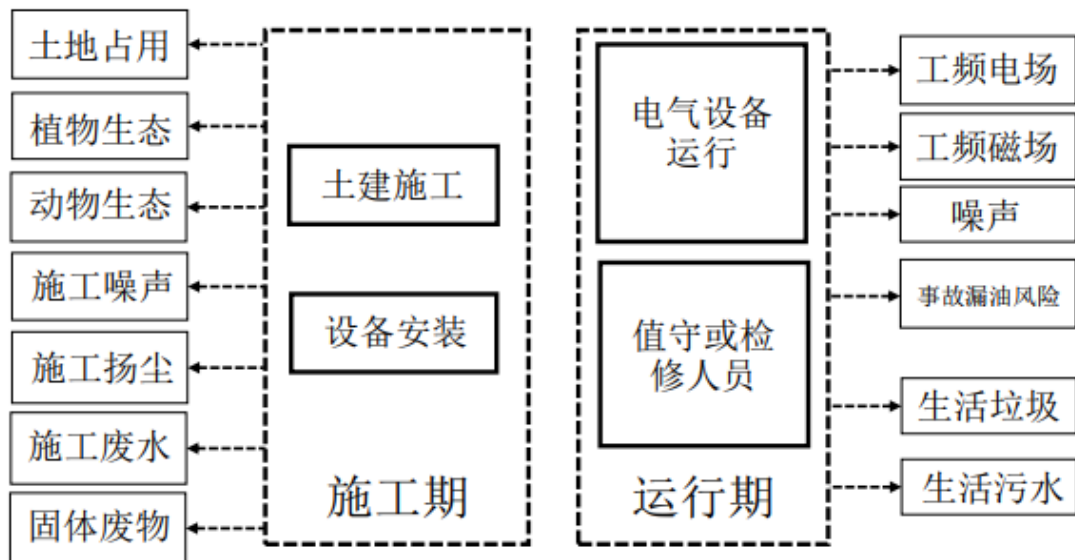 土地占用
植物生态
动物生态
施工噪声
施工扬尘
施工废水
固体废物
土建施工
设备安装
施工期
电气设备
运行
值守或检
修人员
运行期
工频电场
工频磁场
噪声
事故漏油风险
生活垃圾
生活污水